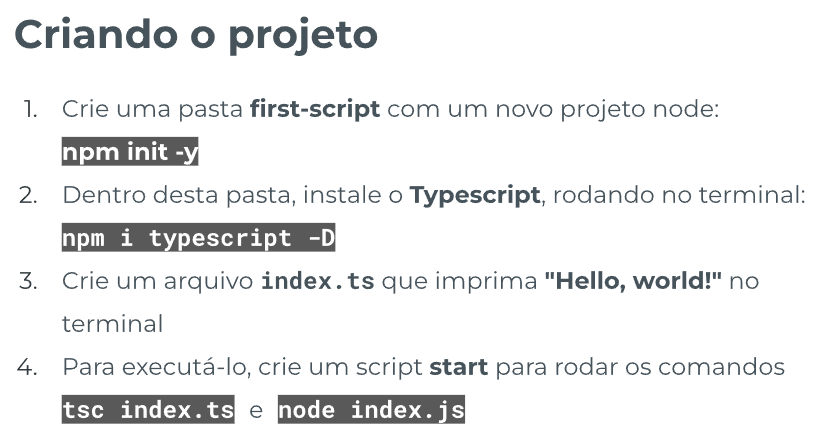 Criando o projeto
1. Crie uma pasta first-script com um novo projeto node:
npm init -y
2. Dentro desta pasta, instale o Typescript, rodando no terminal:
npm i typescript -D
3. Crie um arquivo index.ts que imprima "Hello, world!" no
terminal
4. Para executá-lo, crie um script start para rodar os comandos
tsc index.ts e node index.js